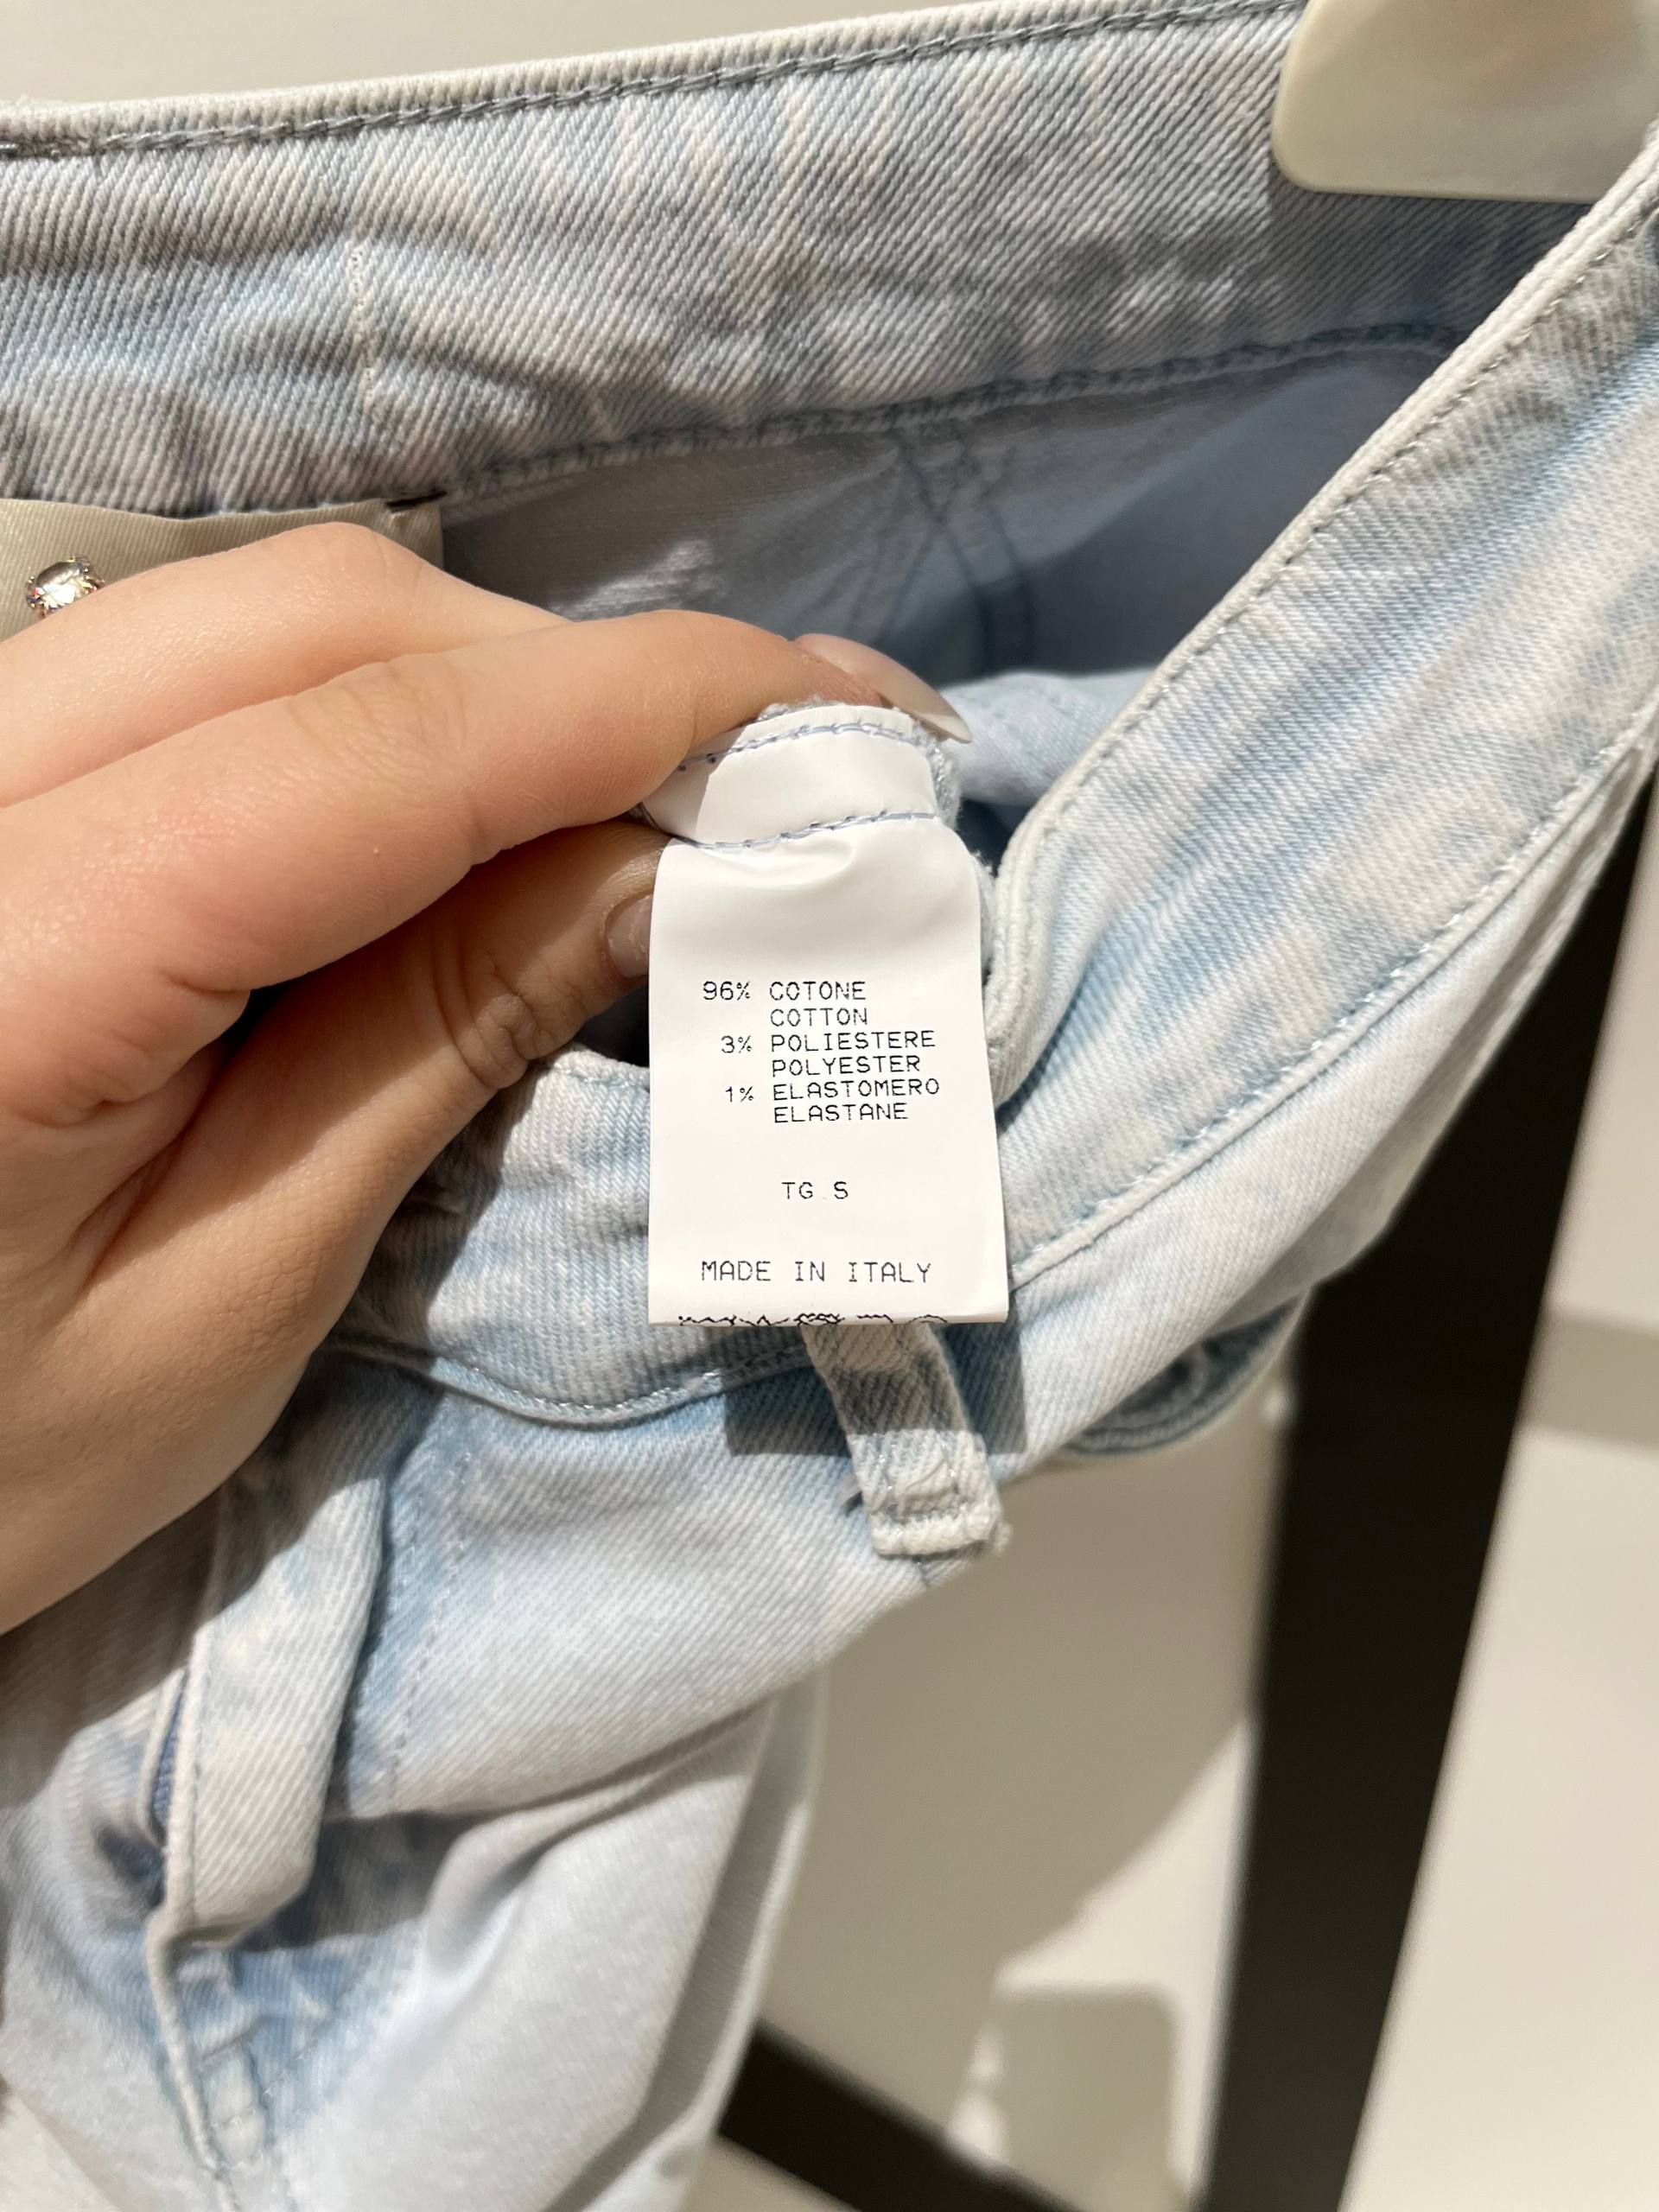 96% COTONE
COTTON
3% POLIESTERE
POLYESTER
1% ELASTOMERO
ELASTANE
TG.S
MADE IN ITALY